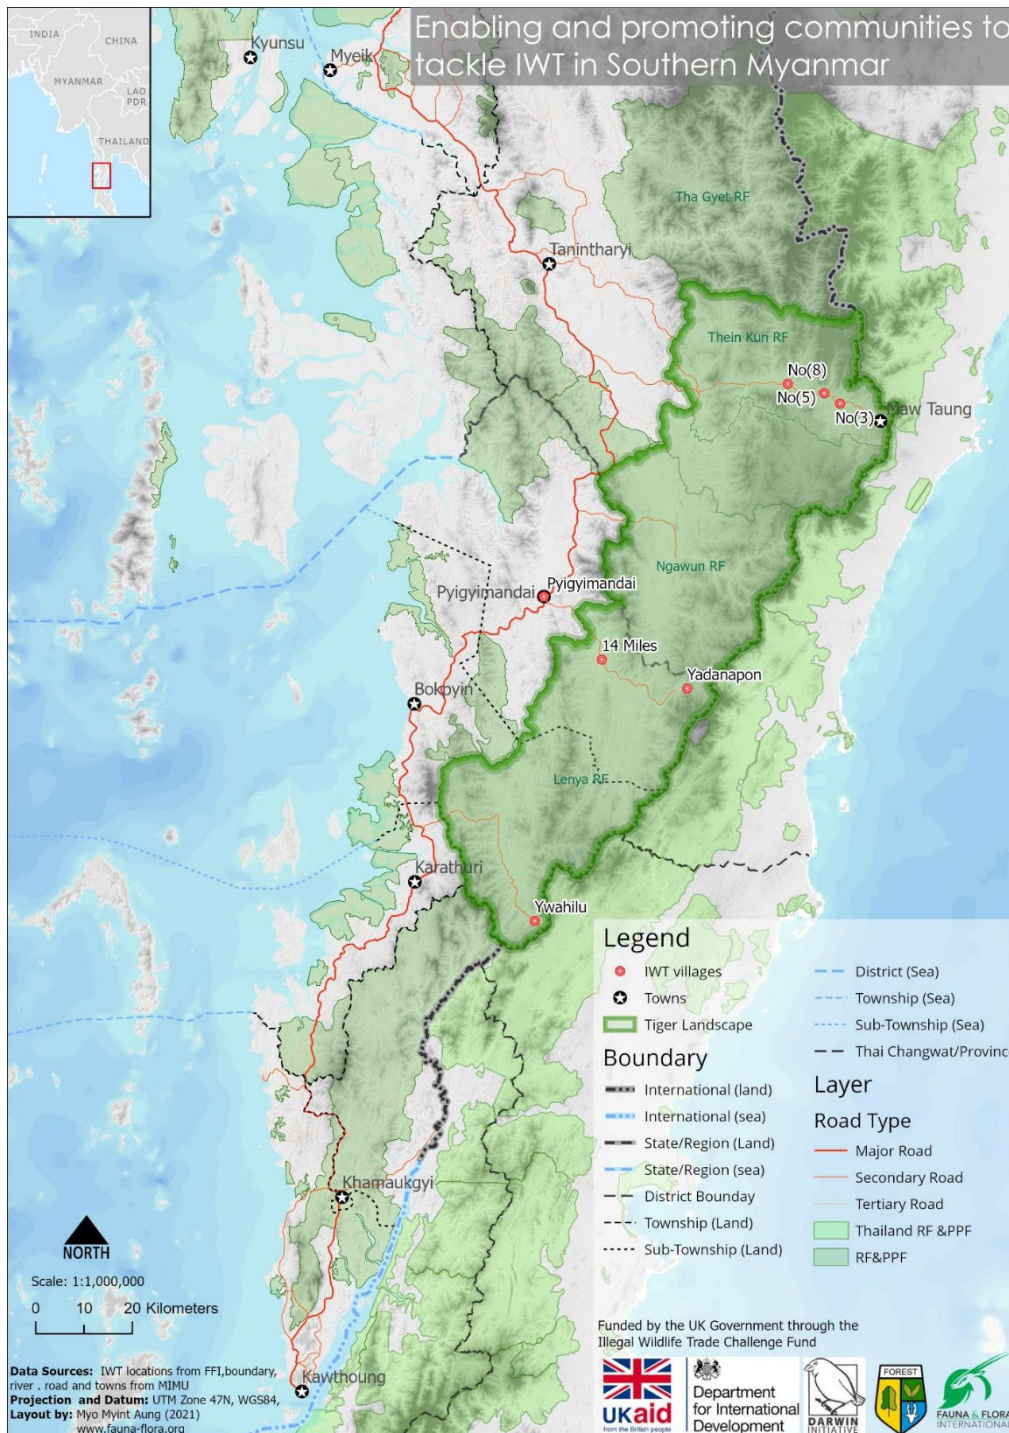 Enabling and promoting communities to
tackle IWT in Southern Myanmar
INDIA
CHINA
MYANMAR
LAO
PDR
THAILAND
Kyunsu
Myeik
Tha Gyet RF
Tanintharyi
Thein Kun RF
No(8)
No(5)
No(3)
Maw Taung
Ngawun RF
Pyigyimandai
Pyigyimandai
14 Miles
Yadanapon
Bokpyin
Lenya RF
Karathuri
Ywahilu
Khamaukgyi
Kawthoung
Legend
IWT villages
Towns
Tiger Landscape
Boundary
International (land)
International (sea)
State/Region (Land)
State/Region (sea)
District Bounday
Township (Land)
Sub-Township (Land)
District (Sea)
Township (Sea)
Sub-Township (Sea)
Thai Changwat/Province
Layer
Road Type
Major Road
Secondary Road
Tertiary Road
Thailand RF &PPF
RF&PPF
NORTH
Scale: 1:1,000,000
0 10 20 Kilometers
Data Sources: IWT locations from FFI,boundary,
river . road and towns from MIMU
Projection and Datum: UTM Zone 47N, WGS84,
Layout by: Myo Myint Aung (2021)
www.fauna-flora.org
Funded by the UK Government through the
Illegal Wildlife Trade Challenge Fund
UKaid
from the British people
Department
for International
Development
DARWIN
INITIATIVE
FOREST
FAUNA & FLORA
INTERNATIONAL